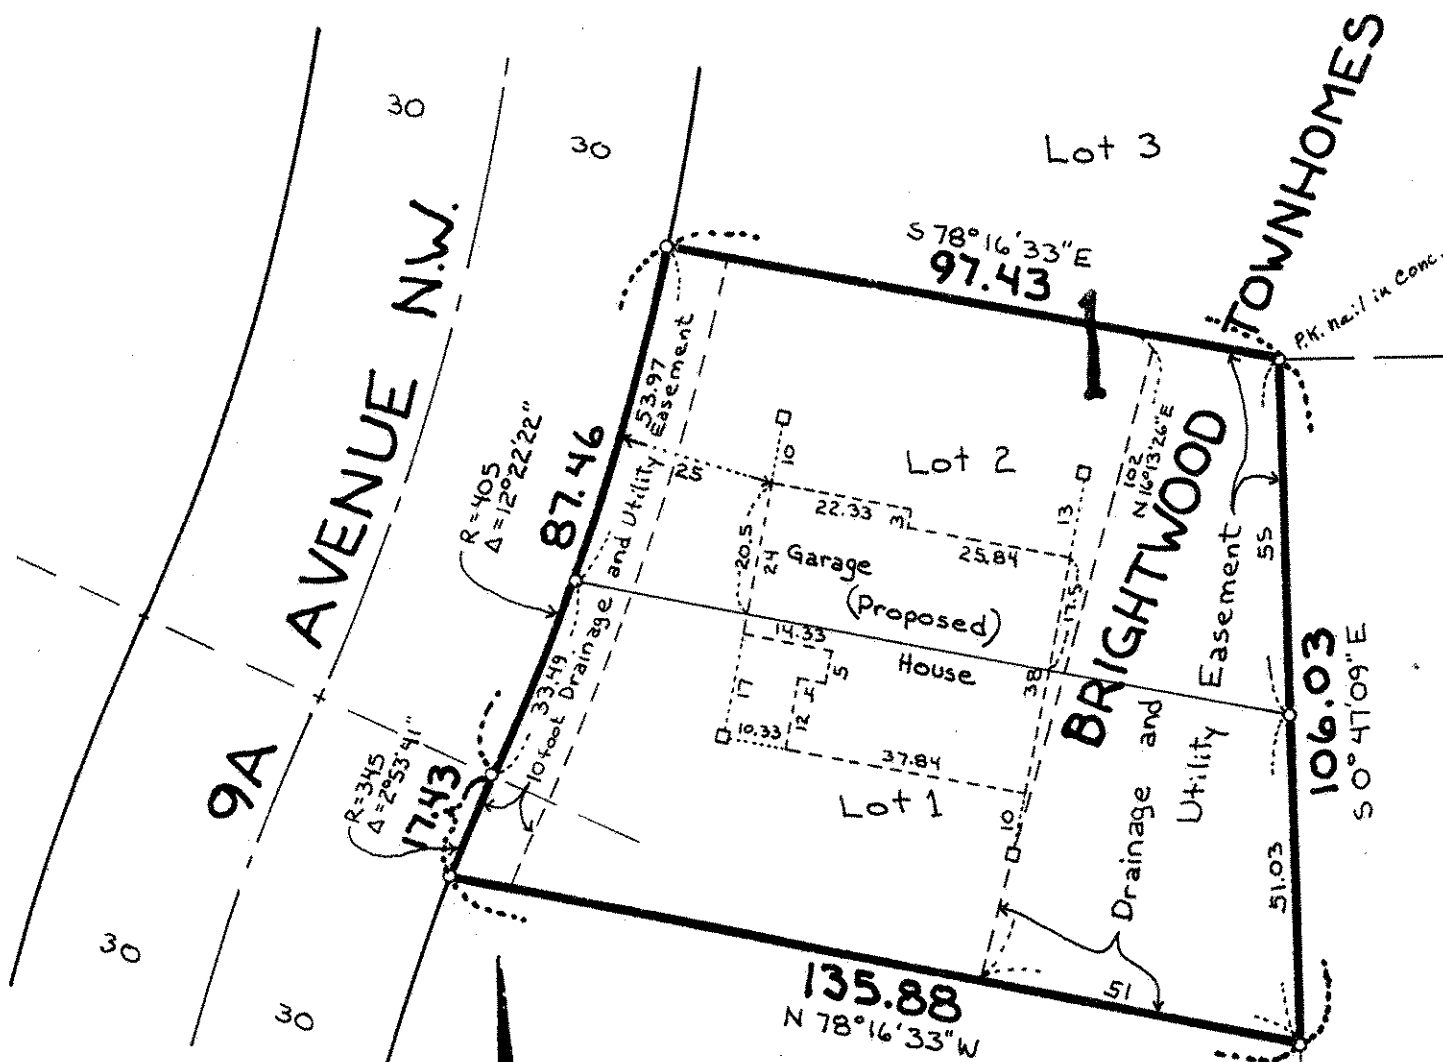 30
30
Lot 3
TOWNHOMES
S 78°16'33"E
97.43
P.K. nail in Conc.
9A AVENUE N.W.
R=405
Δ=12°22'22"
87.46
53.97
10 foot Drainage and Utility Easement
25
10
Lot 2
102
N 16°13'26"E
BRIGHTWOOD
13
22.33
3
25.84
20.5
24
Garage
(Proposed)
House
17.5
38
55
Drainage and
Utility Easement
106.03
S 0°47'09"E
14.33
5
17
4
12
10.33
37.84
33.49
R=345
Δ=2°53'41"
17.43
Lot 1
10
51.03
51
135.88
N 78°16'33"W
30
30